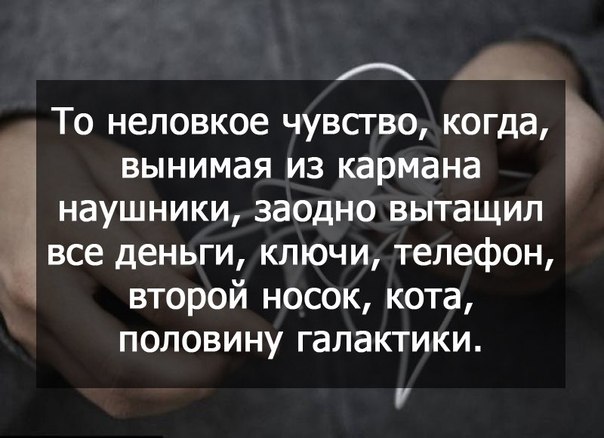 То неловкое чувство, когда,
вынимая из кармана
наушники, заодно вытащил
все деньги, ключи, телефон,
второй носок, кота,
половину галактики.